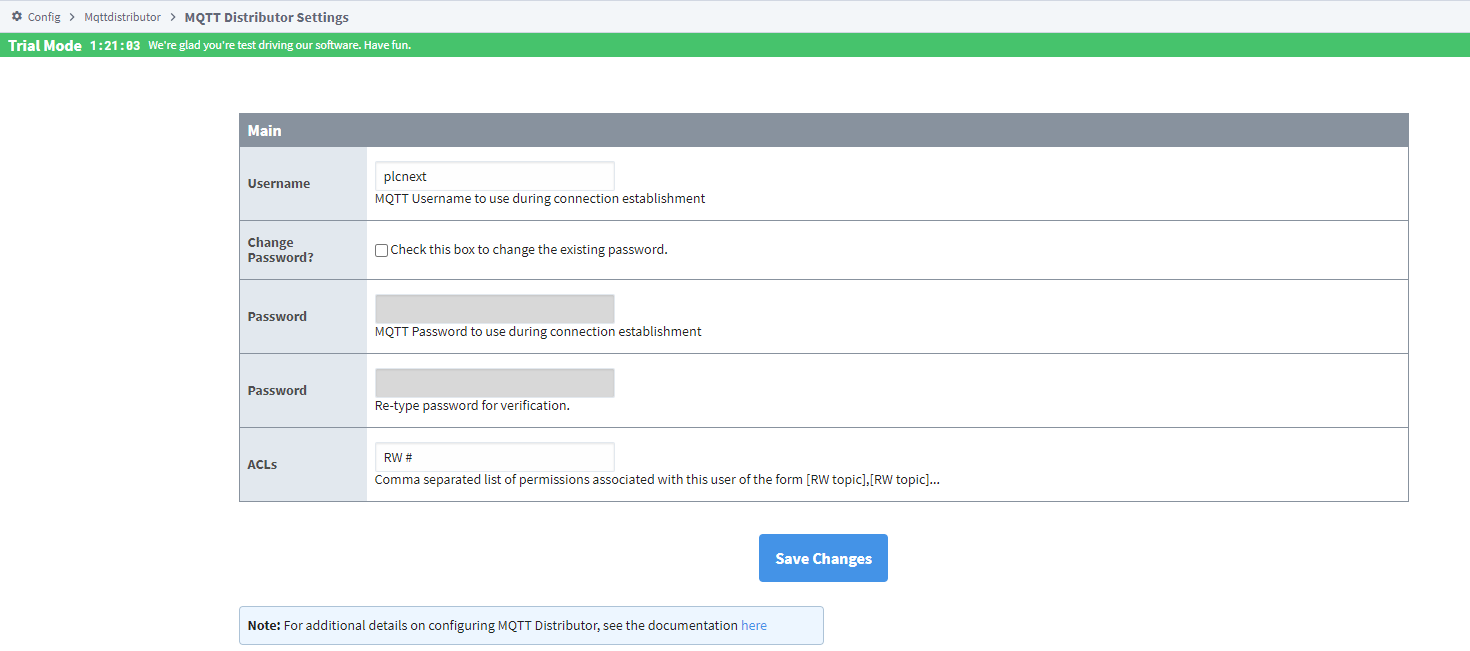 Config > Mqttdistributor > MQTT Distributor Settings
Trial Mode 1:21:03 We're glad you're test driving our software. Have fun.
Main
Username
plcnext
MQTT Username to use during connection establishment
Change
Password?
Check this box to change the existing password.
Password
MQTT Password to use during connection establishment
Password
Re-type password for verification.
ACLs
RW #
Comma separated list of permissions associated with this user of the form [RW topic],[RW topic]...
Save Changes
Note: For additional details on configuring MQTT Distributor, see the documentation here